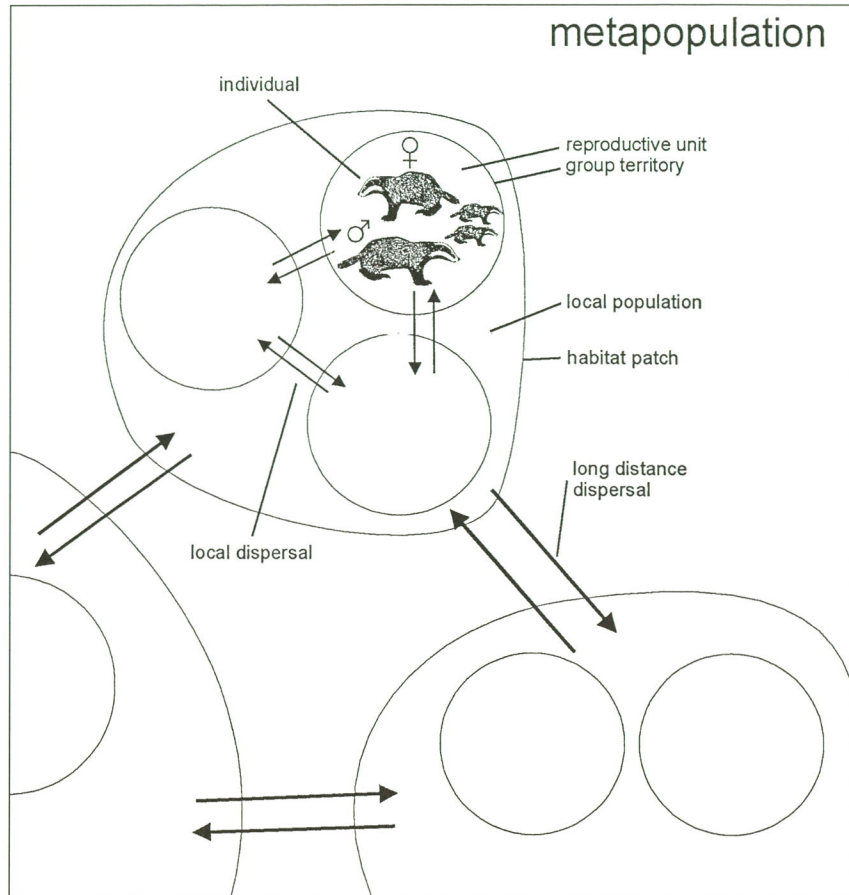 metapopulation
individual
♀
reproductive unit
group territory
♂
local population
habitat patch
long distance
dispersal
local dispersal